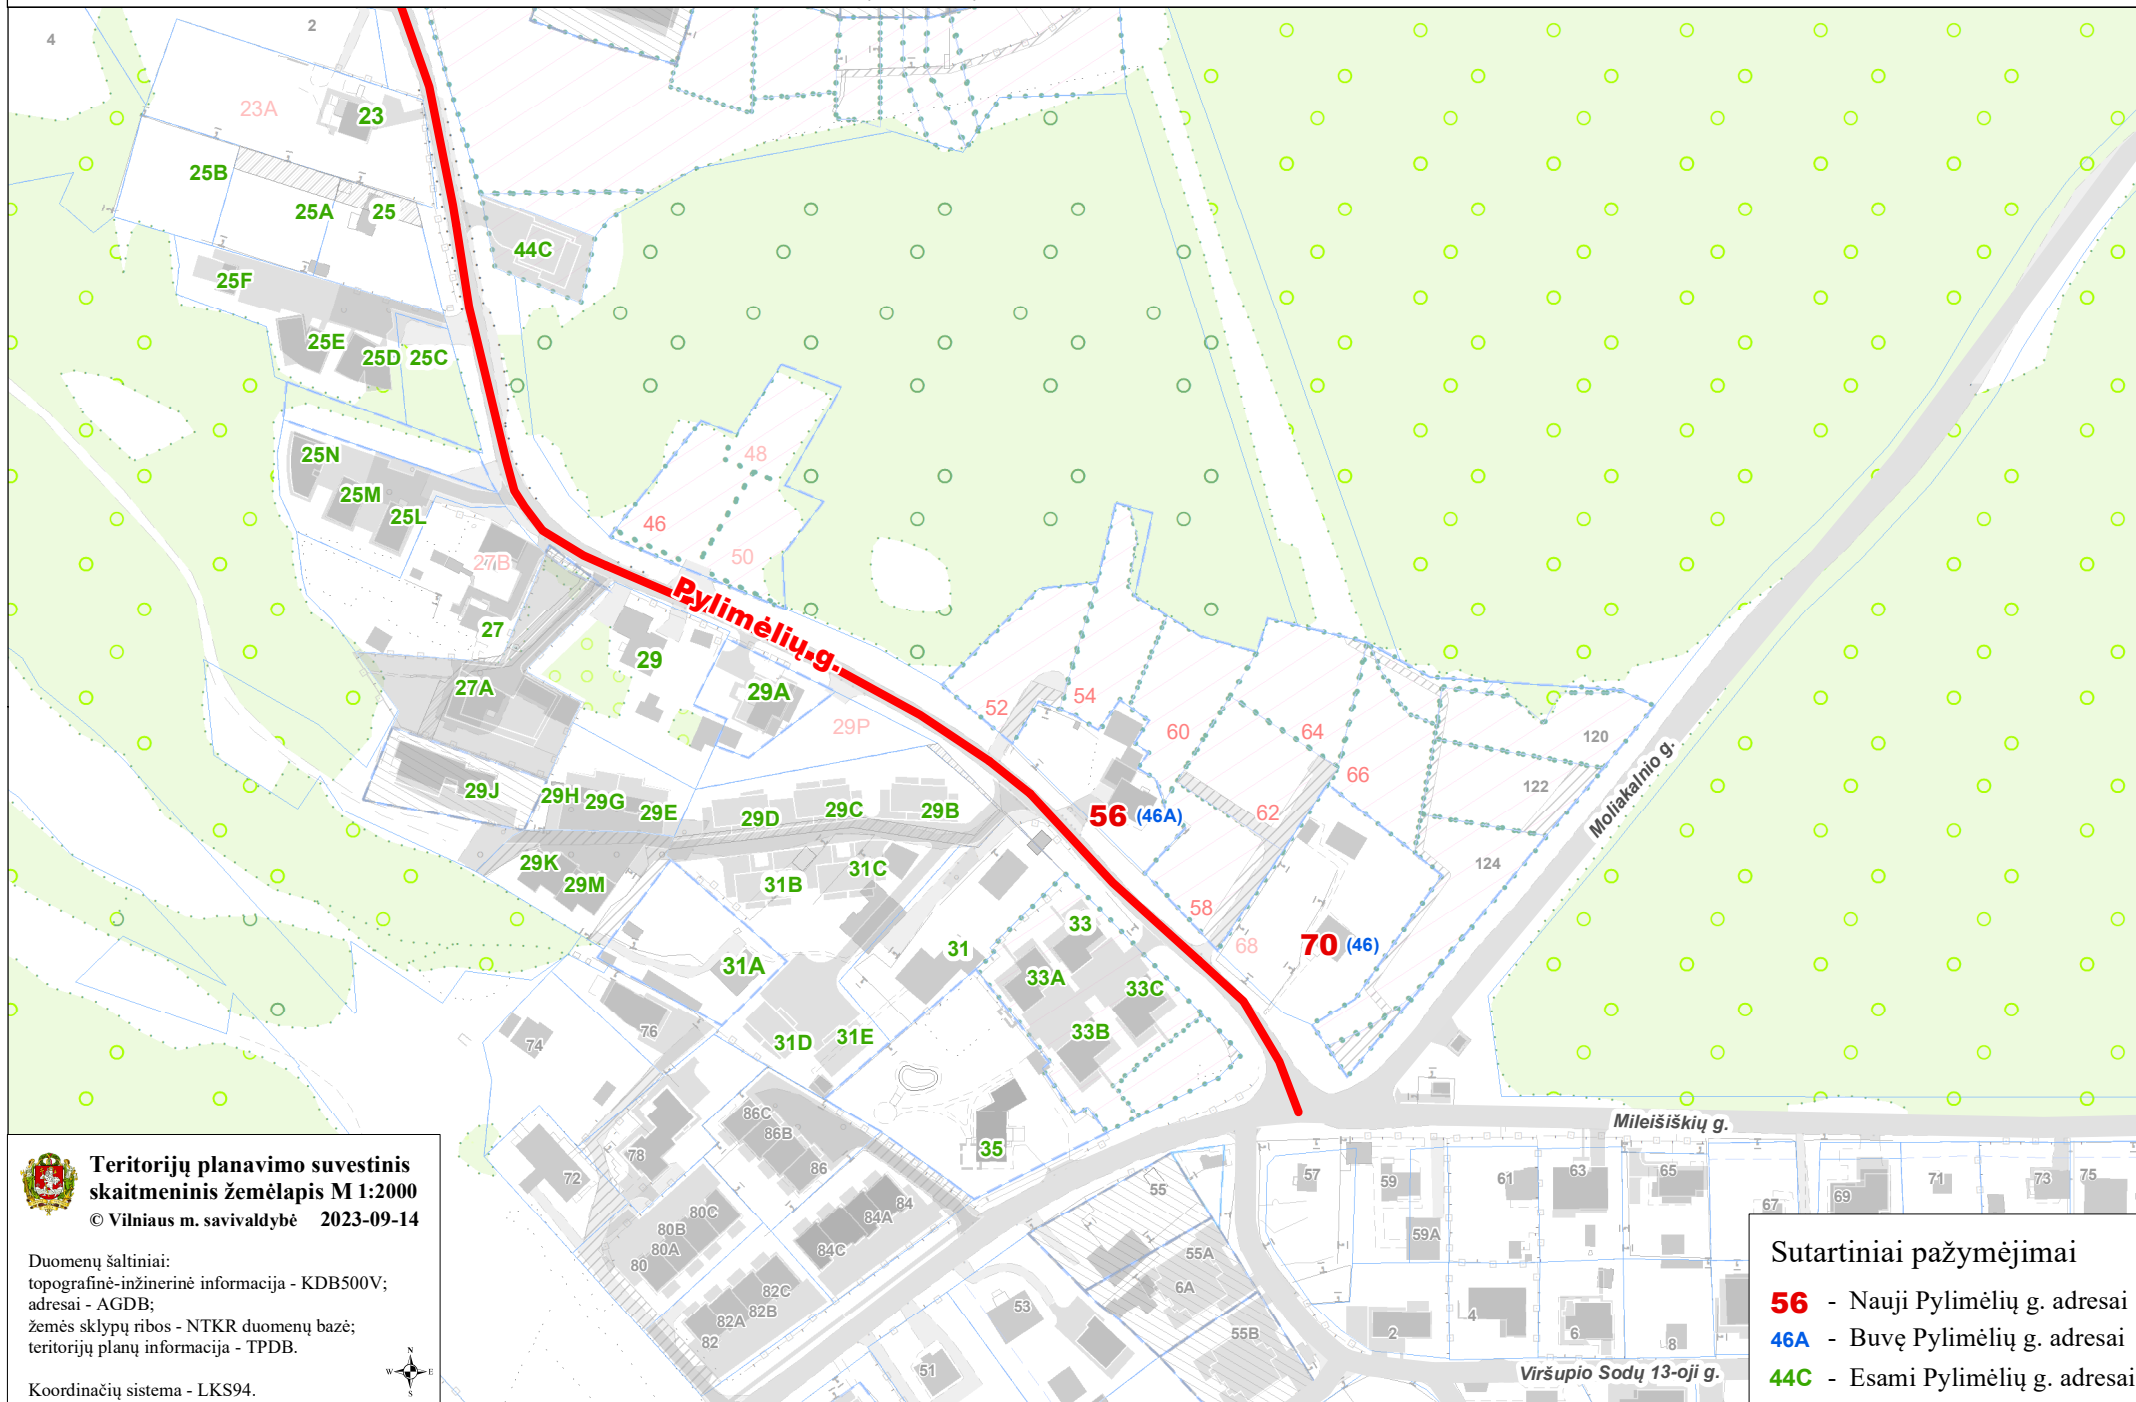 4
2
23A
23
25B
25A
25
44C
25F
25E
25D
25C
48
25N
25M
46
25L
50
27B
Pylimėlių g.
27
29
29A
27A
52
54
29P
60
64
120
66
122
Moliakalnio g.
29J
29H
29G
29E
29D
29C
29B
56 (46A)
62
124
29K
29M
31B
31C
58
33
31
68
70 (46)
31A
33A
33C
76
33B
74
31D
31E
86C
86B
86
78
72
35
Mileišiškių g.
57
59
61
63
65
67
69
71
73
75
55
80C
80B
80A
80
84
84A
84C
59A
55A
6A
82C
82B
82A
82
53
55B
51
2
4
6
8
Viršupio Sodų 13-oji g.
Teritorijų planavimo suvestinis
skaitmeninis žemėlapis M 1:2000
© Vilniaus m. savivaldybė 2023-09-14
Duomenų šaltiniai:
topografinė-inžinerinė informacija - KDB500V;
adresai - AGDB;
žemės sklypų ribos - NTKR duomenų bazė;
teritorijų planų informacija - TPDB.
Koordinačių sistema - LKS94.
N
W E
S
Sutartiniai pažymėjimai
56 - Nauji Pylimėlių g. adresai
46A - Buvę Pylimėlių g. adresai
44C - Esami Pylimėlių g. adresai